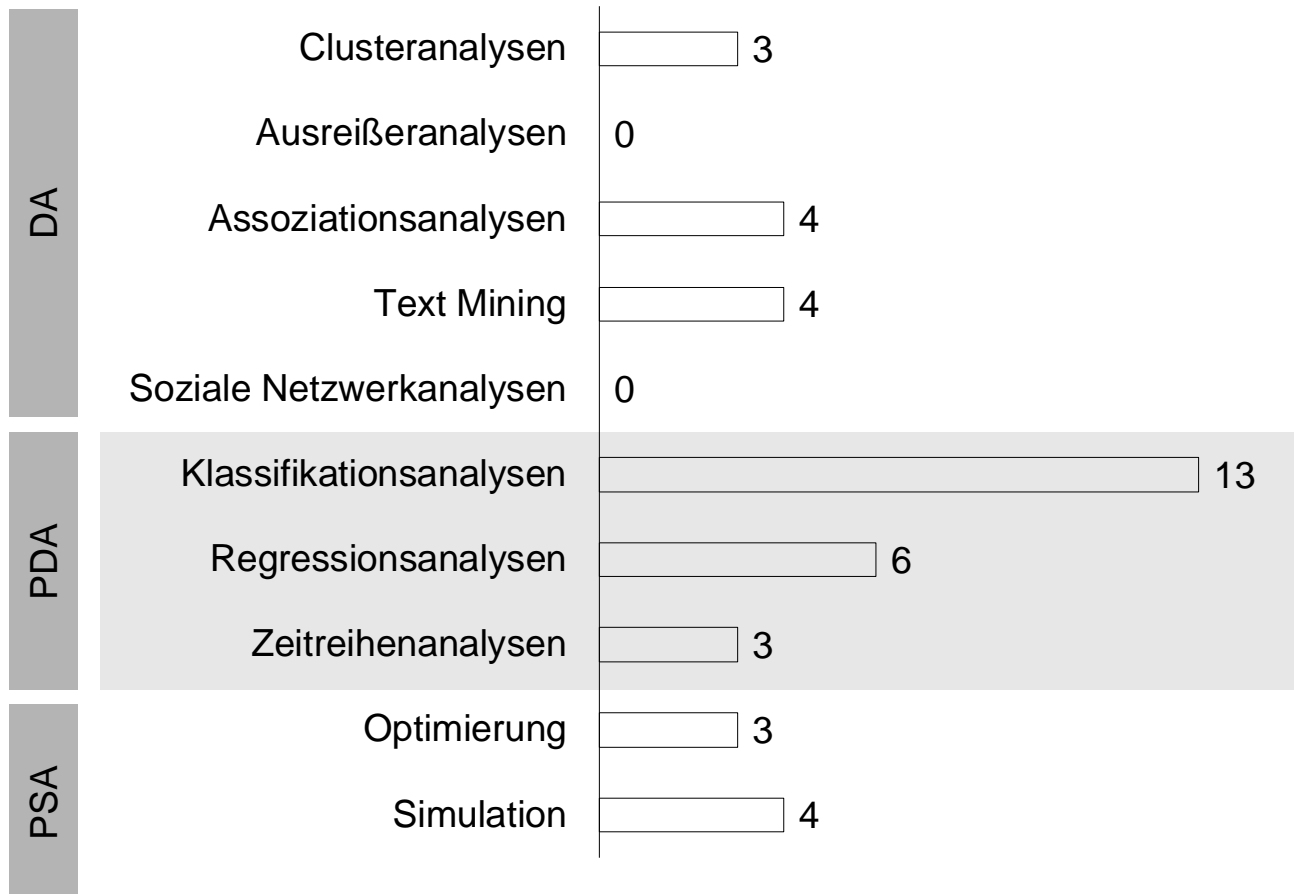 DA
Clusteranalysen 3
Ausreißeranalysen 0
Assoziationsanalysen 4
Text Mining 4
Soziale Netzwerkanalysen 0
PDA
Klassifikationsanalysen 13
Regressionsanalysen 6
Zeitreihenanalysen 3
PSA
Optimierung 3
Simulation 4